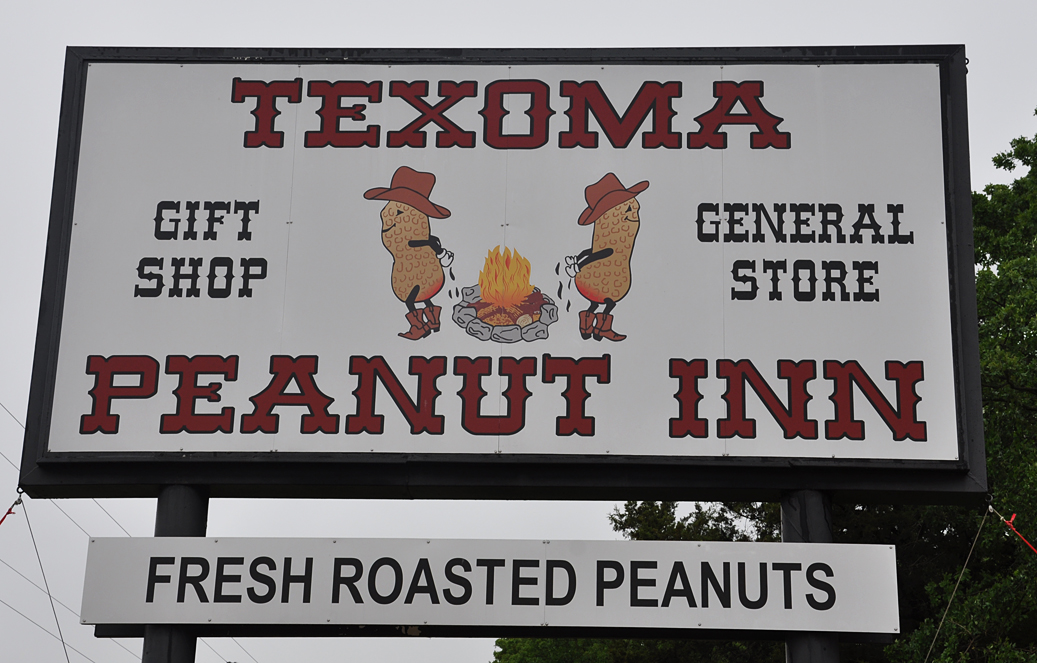 TEXOMA
GIFT
SHOP
GENERAL
STORE
PEANUT INN
FRESH ROASTED PEANUTS